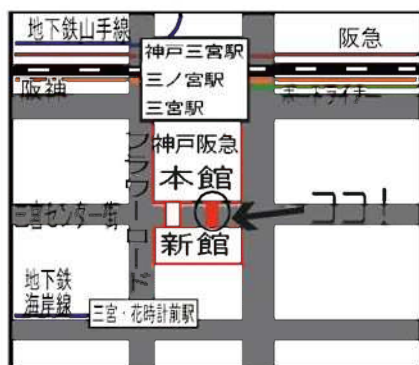 地下鉄山手線
阪急
神戸三宮駅
三ノ宮駅
三宮駅
阪神
ポートライナー
フラワーロード
神戸阪急
本館
三宮センター街
ココ!
新館
地下鉄
海岸線
三宮・花時計前駅